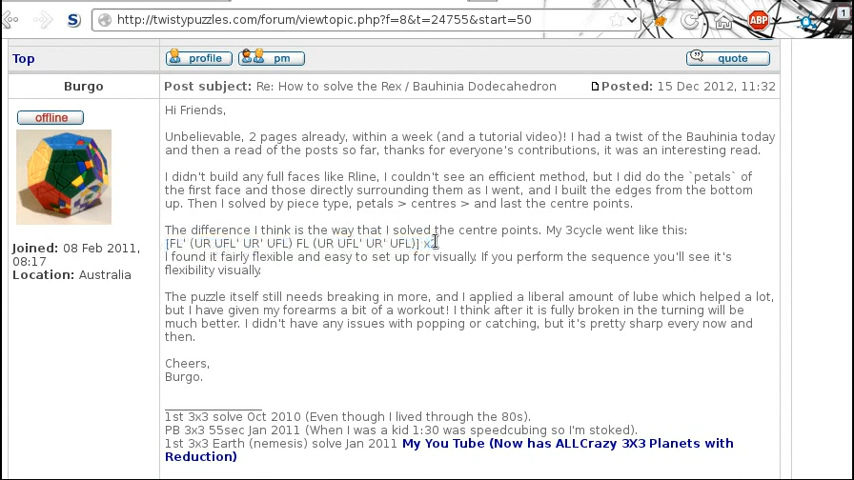 http://twistypuzzles.com/forum/viewtopic.php?f=8&t=24755&start=50
ABP
Top
profile
pm
quote
Burgo
Post subject: Re: How to solve the Rex / Bauhinia Dodecahedron
Posted: 15 Dec 2012, 11:32
offline
Joined: 08 Feb 2011,
08:17
Location: Australia
Hi Friends,
Unbelievable, 2 pages already, within a week (and a tutorial video)! I had a twist of the Bauhinia today
and then a read of the posts so far, thanks for everyone's contributions, it was an interesting read.
I didn't build any full faces like Rline, I couldn't see an efficient method, but I did do the `petals` of
the first face and those directly surrounding them as I went, and I built the edges from the bottom
up. Then I solved by piece type, petals > centres > and last the centre points.
The difference I think is the way that I solved the centre points. My 3cycle went like this:
[FL' (UR UFL' UR' UFL) FL (UR UFL' UR' UFL)] x2
I found it fairly flexible and easy to set up for visually. If you perform the sequence you'll see it's
flexibility visually.
The puzzle itself still needs breaking in more, and I applied a liberal amount of lube which helped a lot,
but I have given my forearms a bit of a workout! I think after it is fully broken in the turning will be
much better. I didn't have any issues with popping or catching, but it's pretty sharp every now and
then.
Cheers,
Burgo.
1st 3x3 solve Oct 2010 (Even though I lived through the 80s).
PB 3x3 55sec Jan 2011 (When I was a kid 1:30 was speedcubing so I'm stoked).
1st 3x3 Earth (nemesis) solve Jan 2011 My You Tube (Now has ALLCrazy 3X3 Planets with
Reduction)